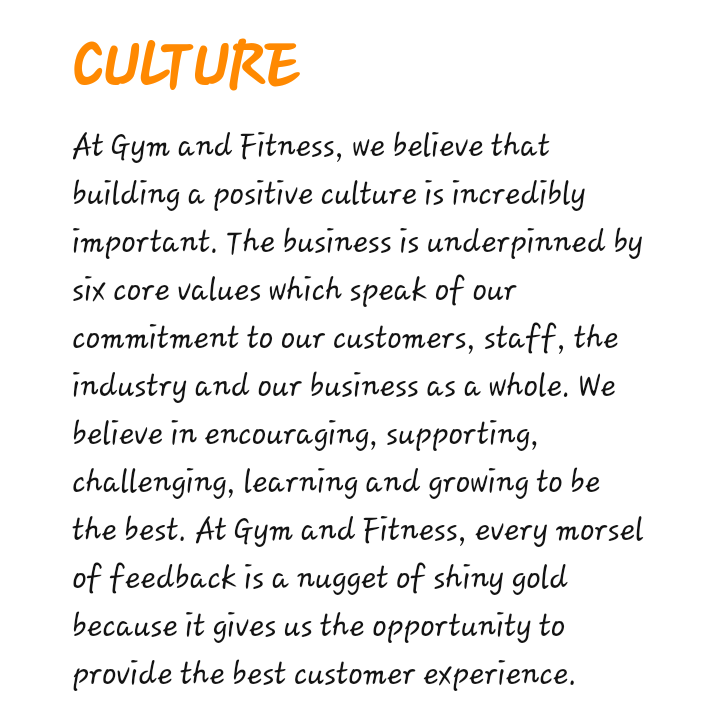 CULTURE
At Gym and Fitness, we believe that
building a positive culture is incredibly
important. The business is underpinned by
six core values which speak of our
commitment to our customers, staff, the
industry and our business as a whole. We
believe in encouraging, supporting,
challenging, learning and growing to be
the best. At Gym and Fitness, every morsel
of feedback is a nugget of shiny gold
because it gives us the opportunity to
provide the best customer experience.